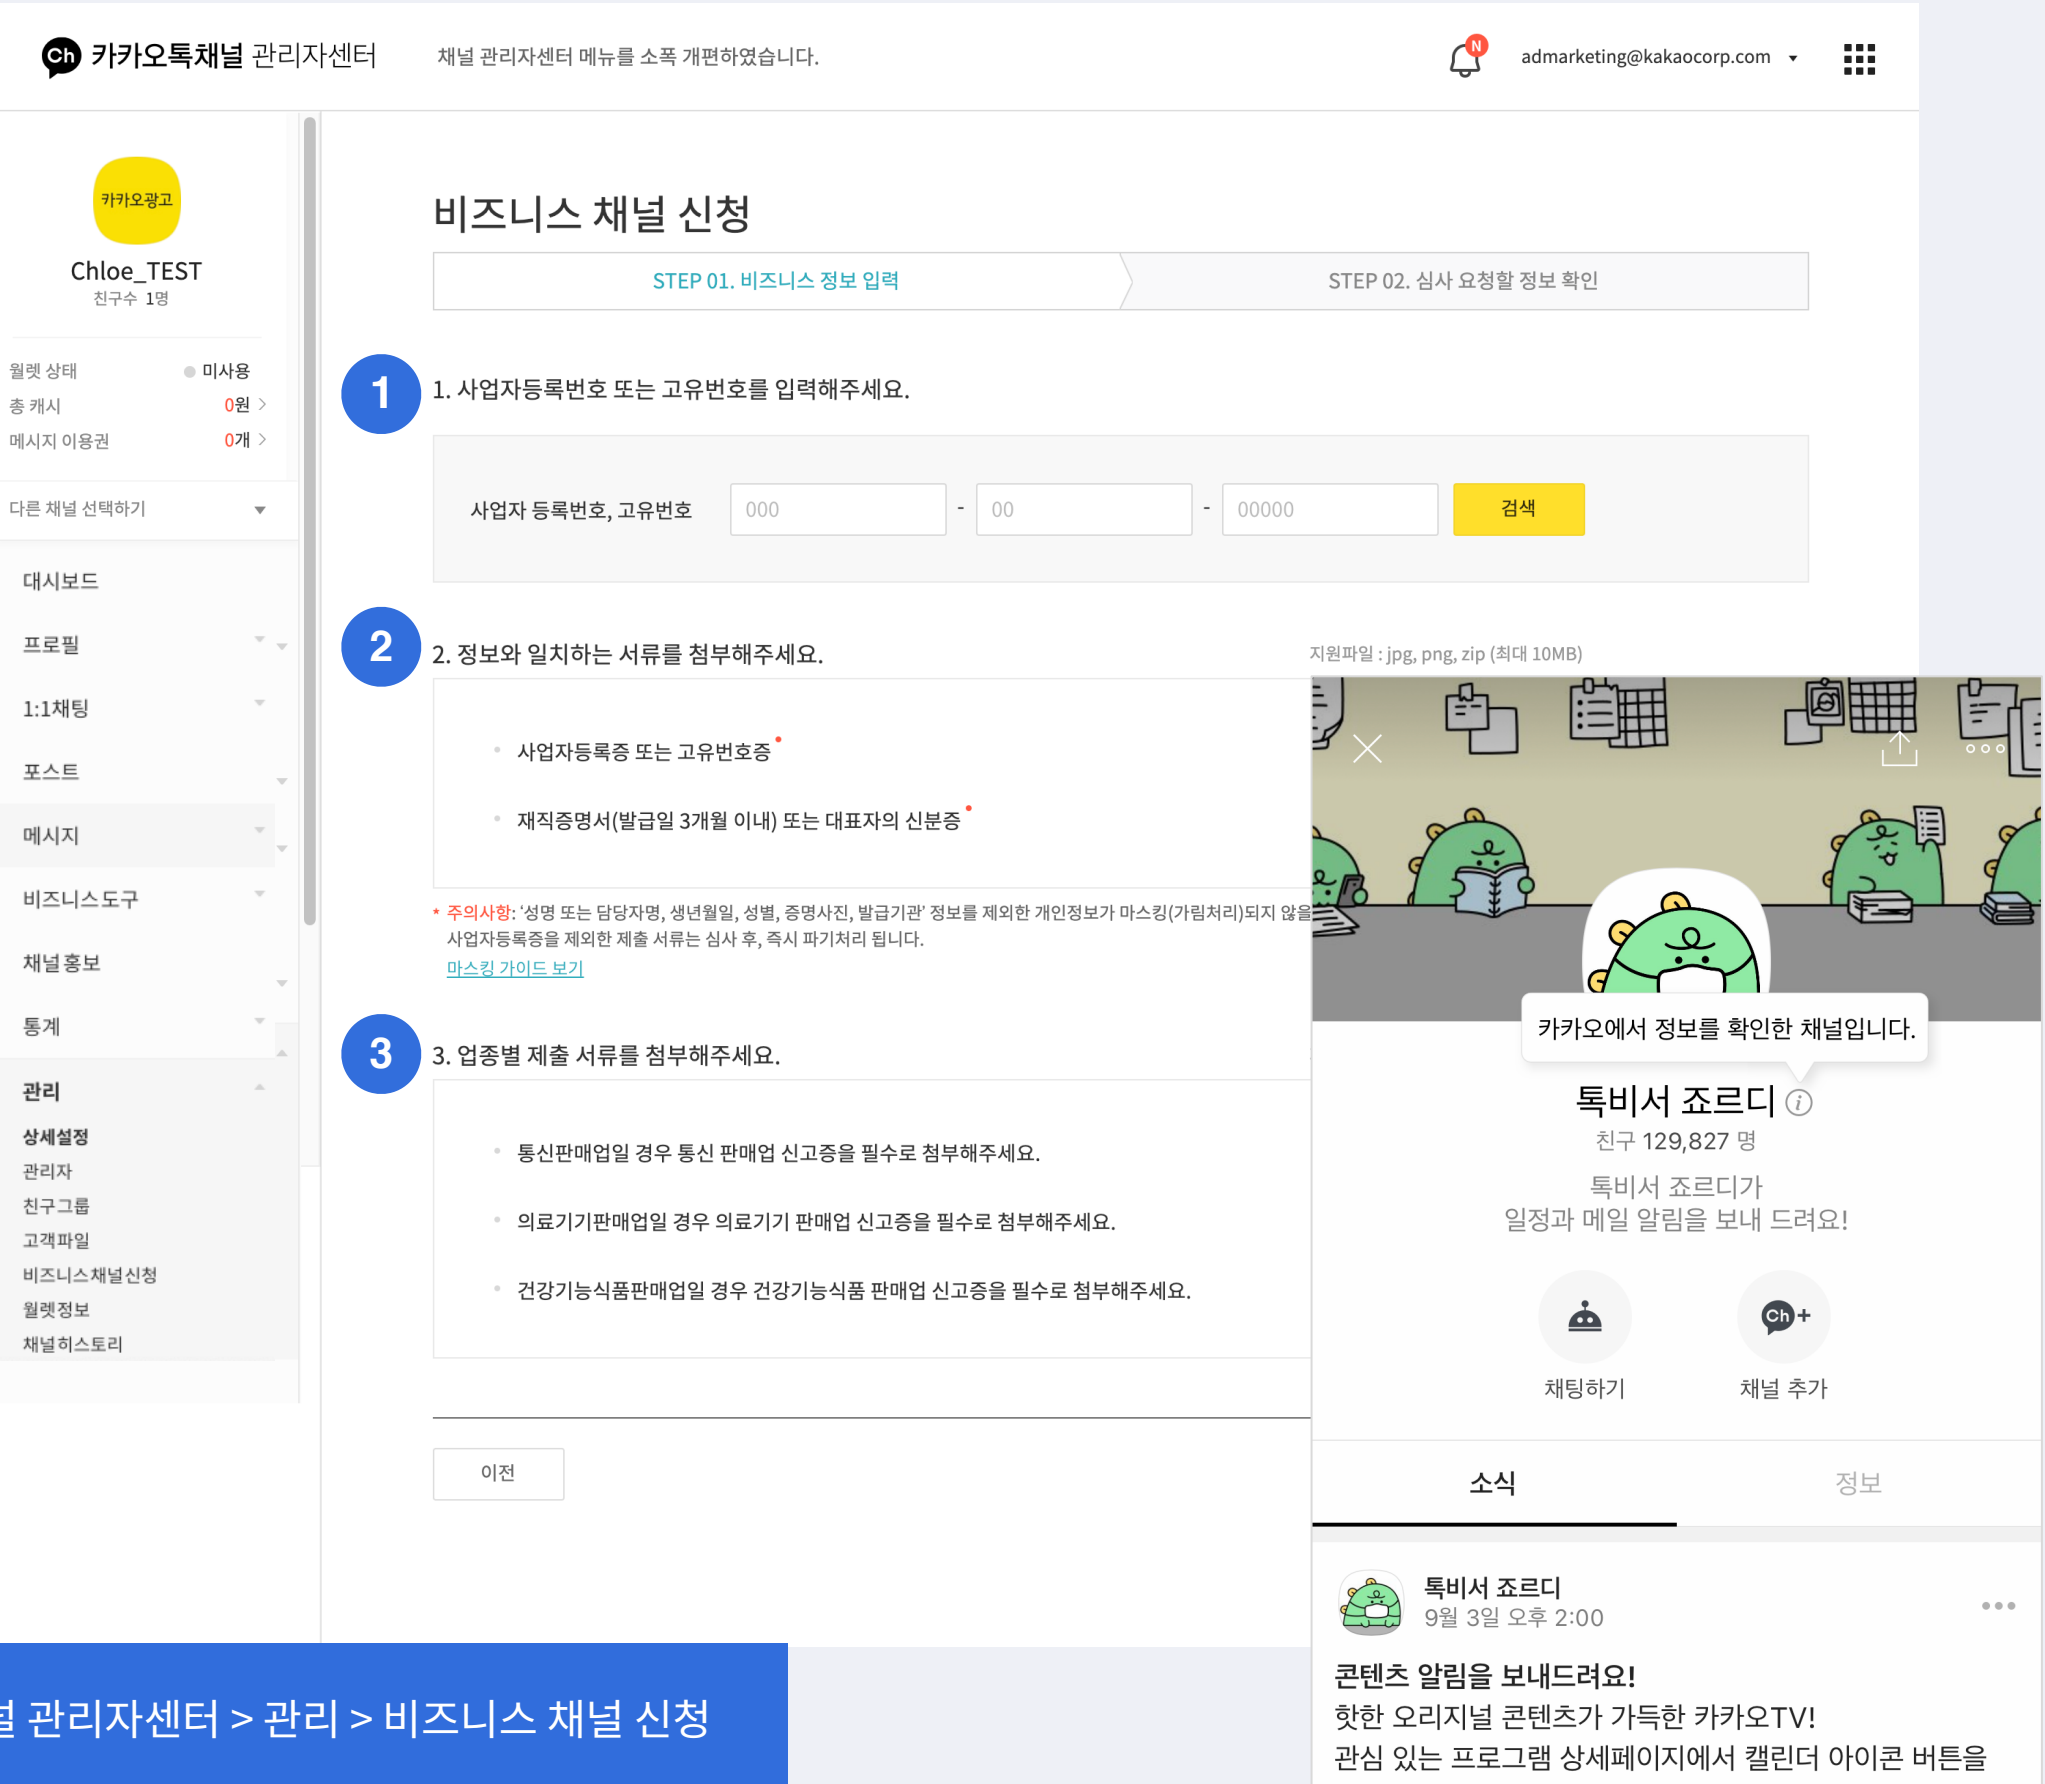 Ch 카카오톡채널 관리자센터
채널 관리자센터 메뉴를 소폭 개편하였습니다.
N
admarketing@kakaocorp.com
카카오광고
Chloe_TEST
친구수 1명
월렛 상태 미사용
총 캐시 0원
메시지 이용권 0개
다른 채널 선택하기
대시보드
프로필
1:1채팅
포스트
메시지
비즈니스도구
채널홍보
통계
관리
상세설정
관리자
친구그룹
고객파일
비즈니스채널신청
월렛정보
채널히스토리
비즈니스 채널 신청
STEP 01. 비즈니스 정보 입력
STEP 02. 심사 요청할 정보 확인
1
1. 사업자등록번호 또는 고유번호를 입력해주세요.
사업자 등록번호, 고유번호 000 - 00 - 00000 검색
2
2. 정보와 일치하는 서류를 첨부해주세요.
지원파일 : jpg, png, zip (최대 10MB)
사업자등록증 또는 고유번호증
재직증명서(발급일 3개월 이내) 또는 대표자의 신분증
* 주의사항: ‘성명 또는 담당자명, 생년월일, 성별, 증명사진, 발급기관’ 정보를 제외한 개인정보가 마스킹(가림처리)되지 않을
사업자등록증을 제외한 제출 서류는 심사 후, 즉시 파기처리 됩니다.
마스킹 가이드 보기
3
3. 업종별 제출 서류를 첨부해주세요.
통신판매업일 경우 통신 판매업 신고증을 필수로 첨부해주세요.
의료기기판매업일 경우 의료기기 판매업 신고증을 필수로 첨부해주세요.
건강기능식품판매업일 경우 건강기능식품 판매업 신고증을 필수로 첨부해주세요.
이전
카카오에서 정보를 확인한 채널입니다.
톡비서 죠르디 i
친구 129,827 명
톡비서 죠르디가
일정과 메일 알림을 보내 드려요!
Ch+
채팅하기
채널 추가
소식
정보
톡비서 죠르디
9월 3일 오후 2:00
콘텐츠 알림을 보내드려요!
핫한 오리지널 콘텐츠가 가득한 카카오TV!
관심 있는 프로그램 상세페이지에서 캘린더 아이콘 버튼을
관리자센터 > 관리 > 비즈니스 채널 신청